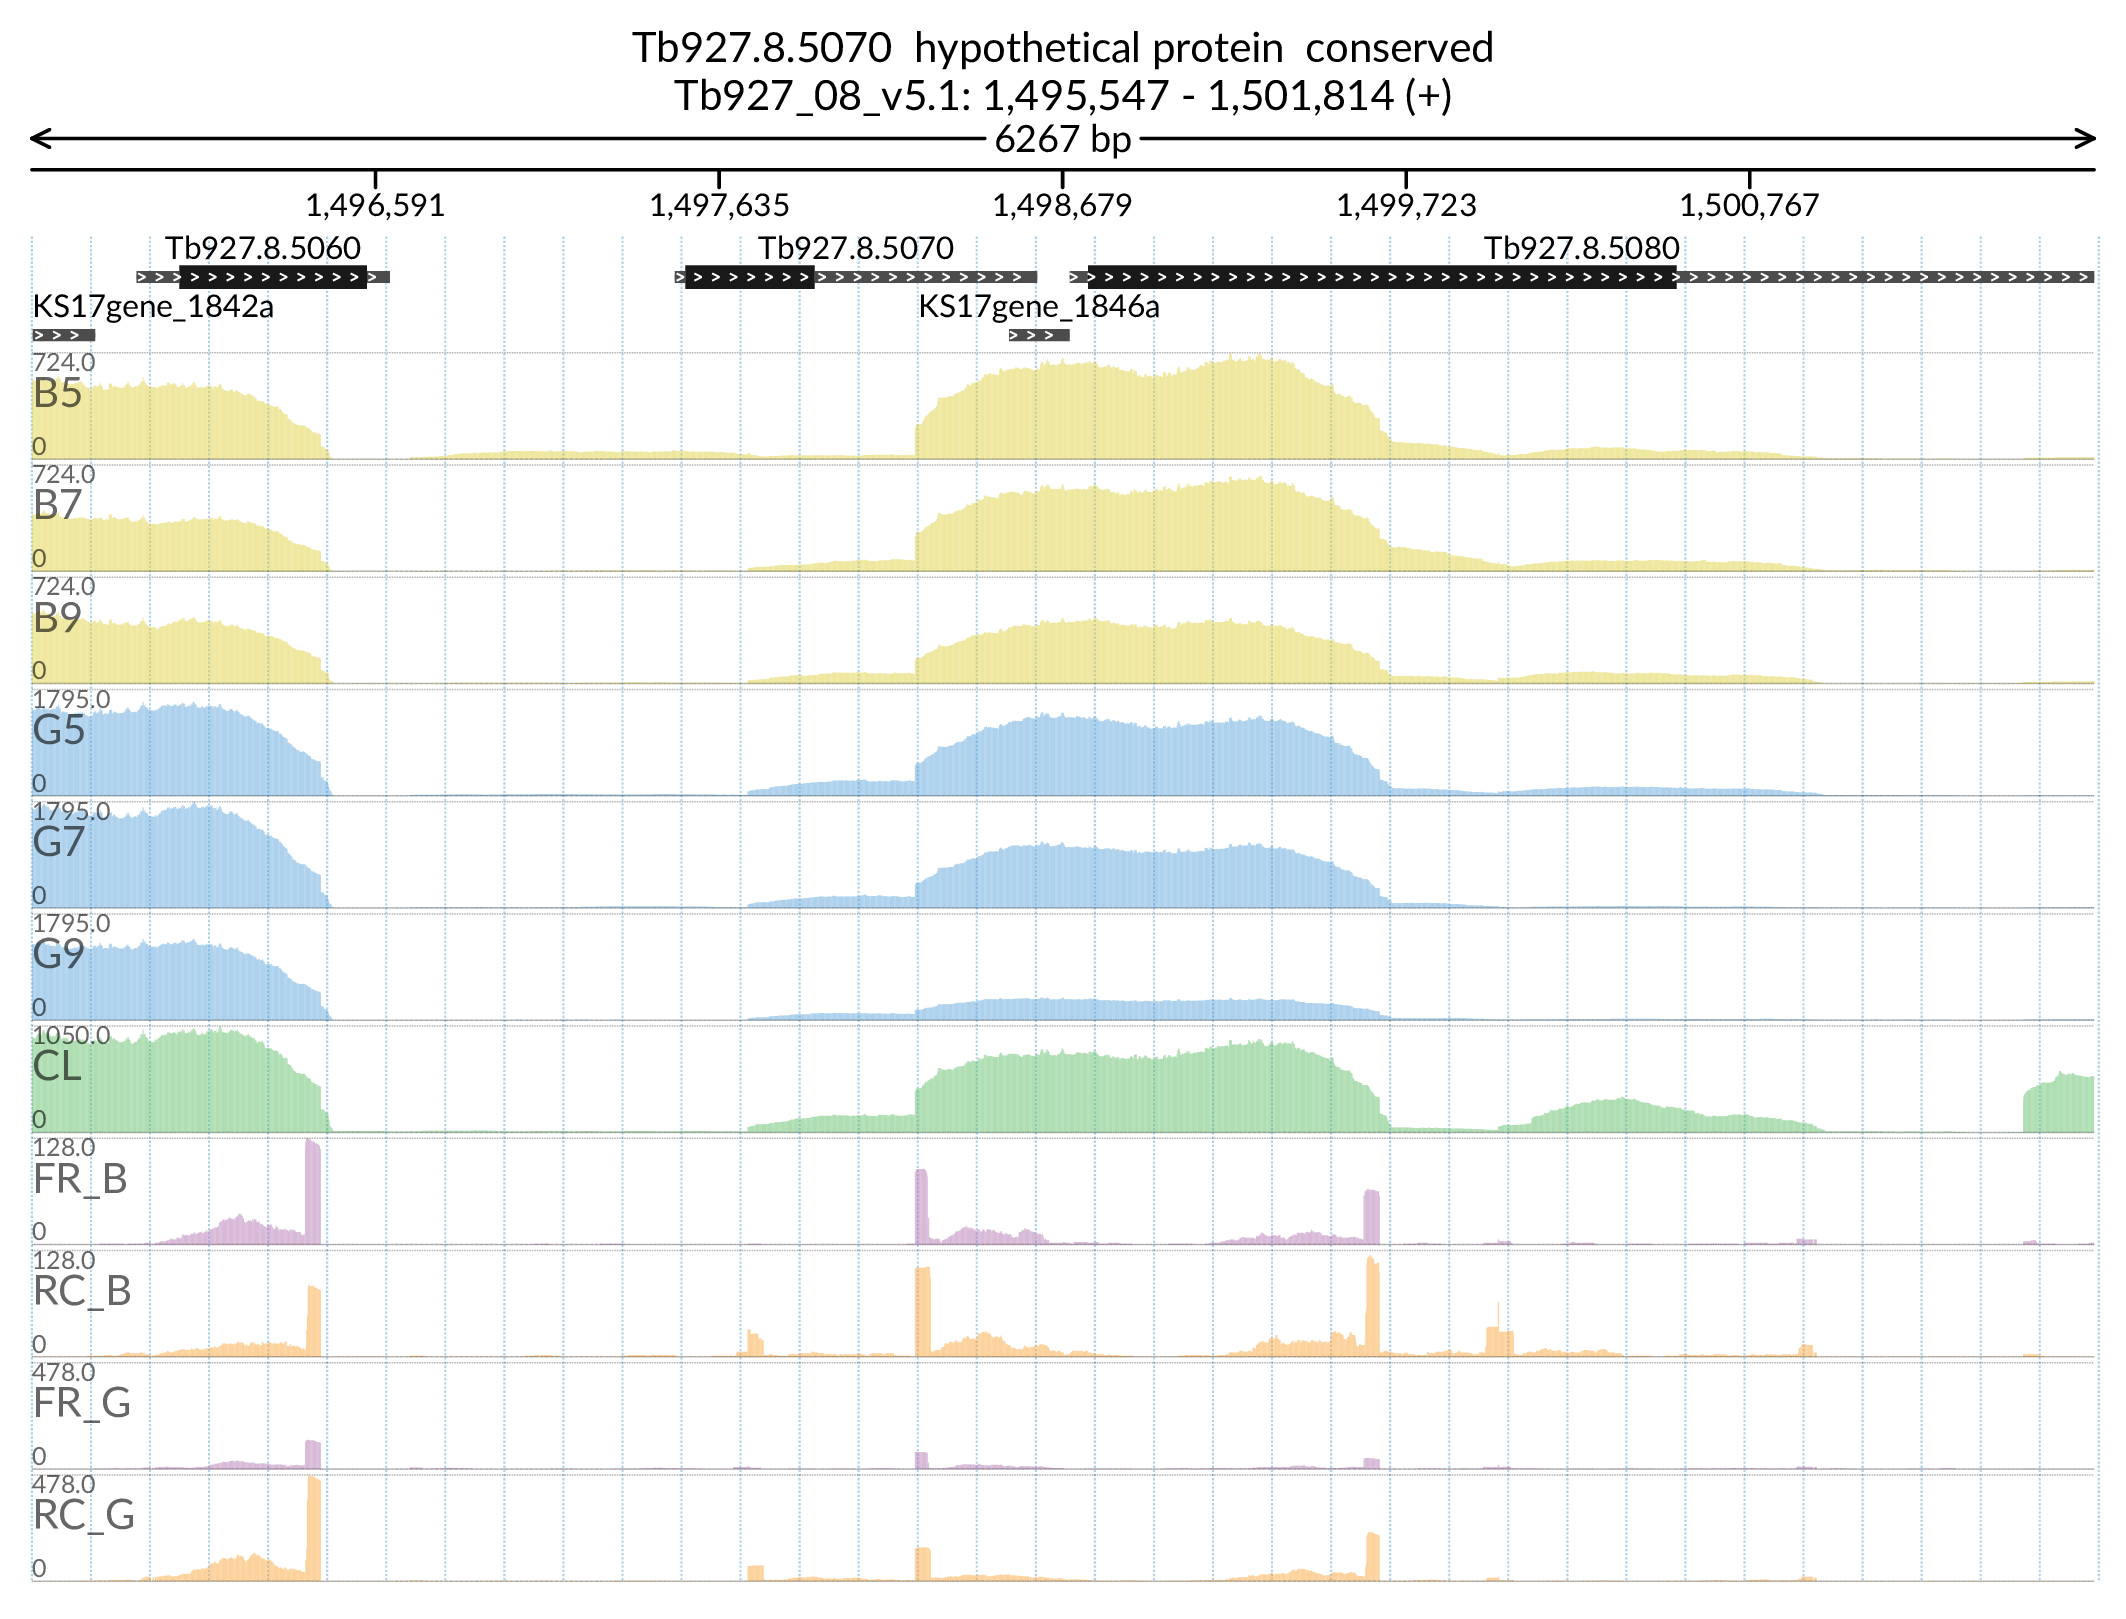 Tb927.8.5070  hypothetical protein  conserved
Tb927_08_v5.1: 1,495,547 - 1,501,814 (+)
6267 bp
1,496,591 1,497,635 1,498,679 1,499,723 1,500,767
Tb927.8.5060 Tb927.8.5070 Tb927.8.5080
KS17gene_1842a KS17gene_1846a
724.0
B5
0
724.0
B7
0
724.0
B9
0
1795.0
G5
0
1795.0
G7
0
1795.0
G9
0
1050.0
CL
0
128.0
FR_B
0
128.0
RC_B
0
478.0
FR_G
0
478.0
RC_G
0